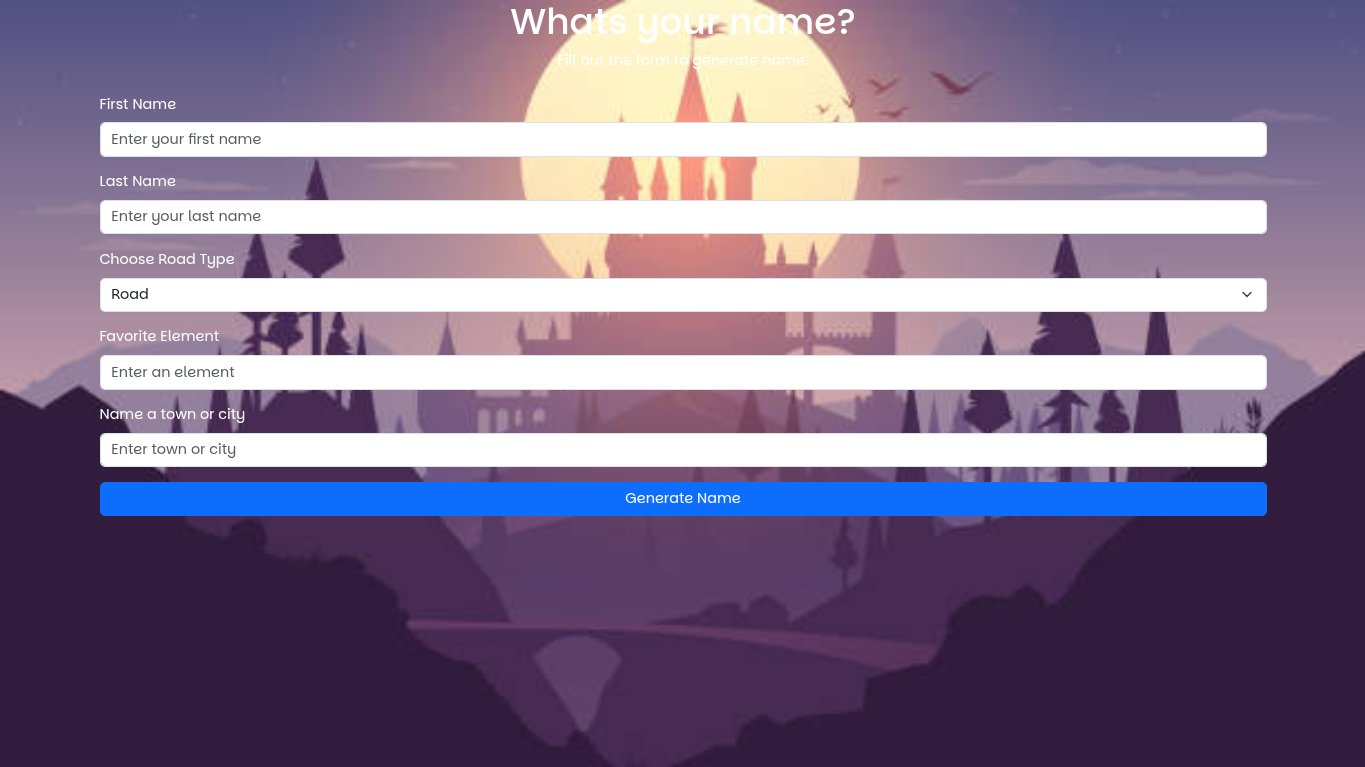 Whats your name?
Fill out the form to generate name.
First Name
Enter your first name
Last Name
Enter your last name
Choose Road Type
Road
Favorite Element
Enter an element
Name a town or city
Enter town or city
Generate Name